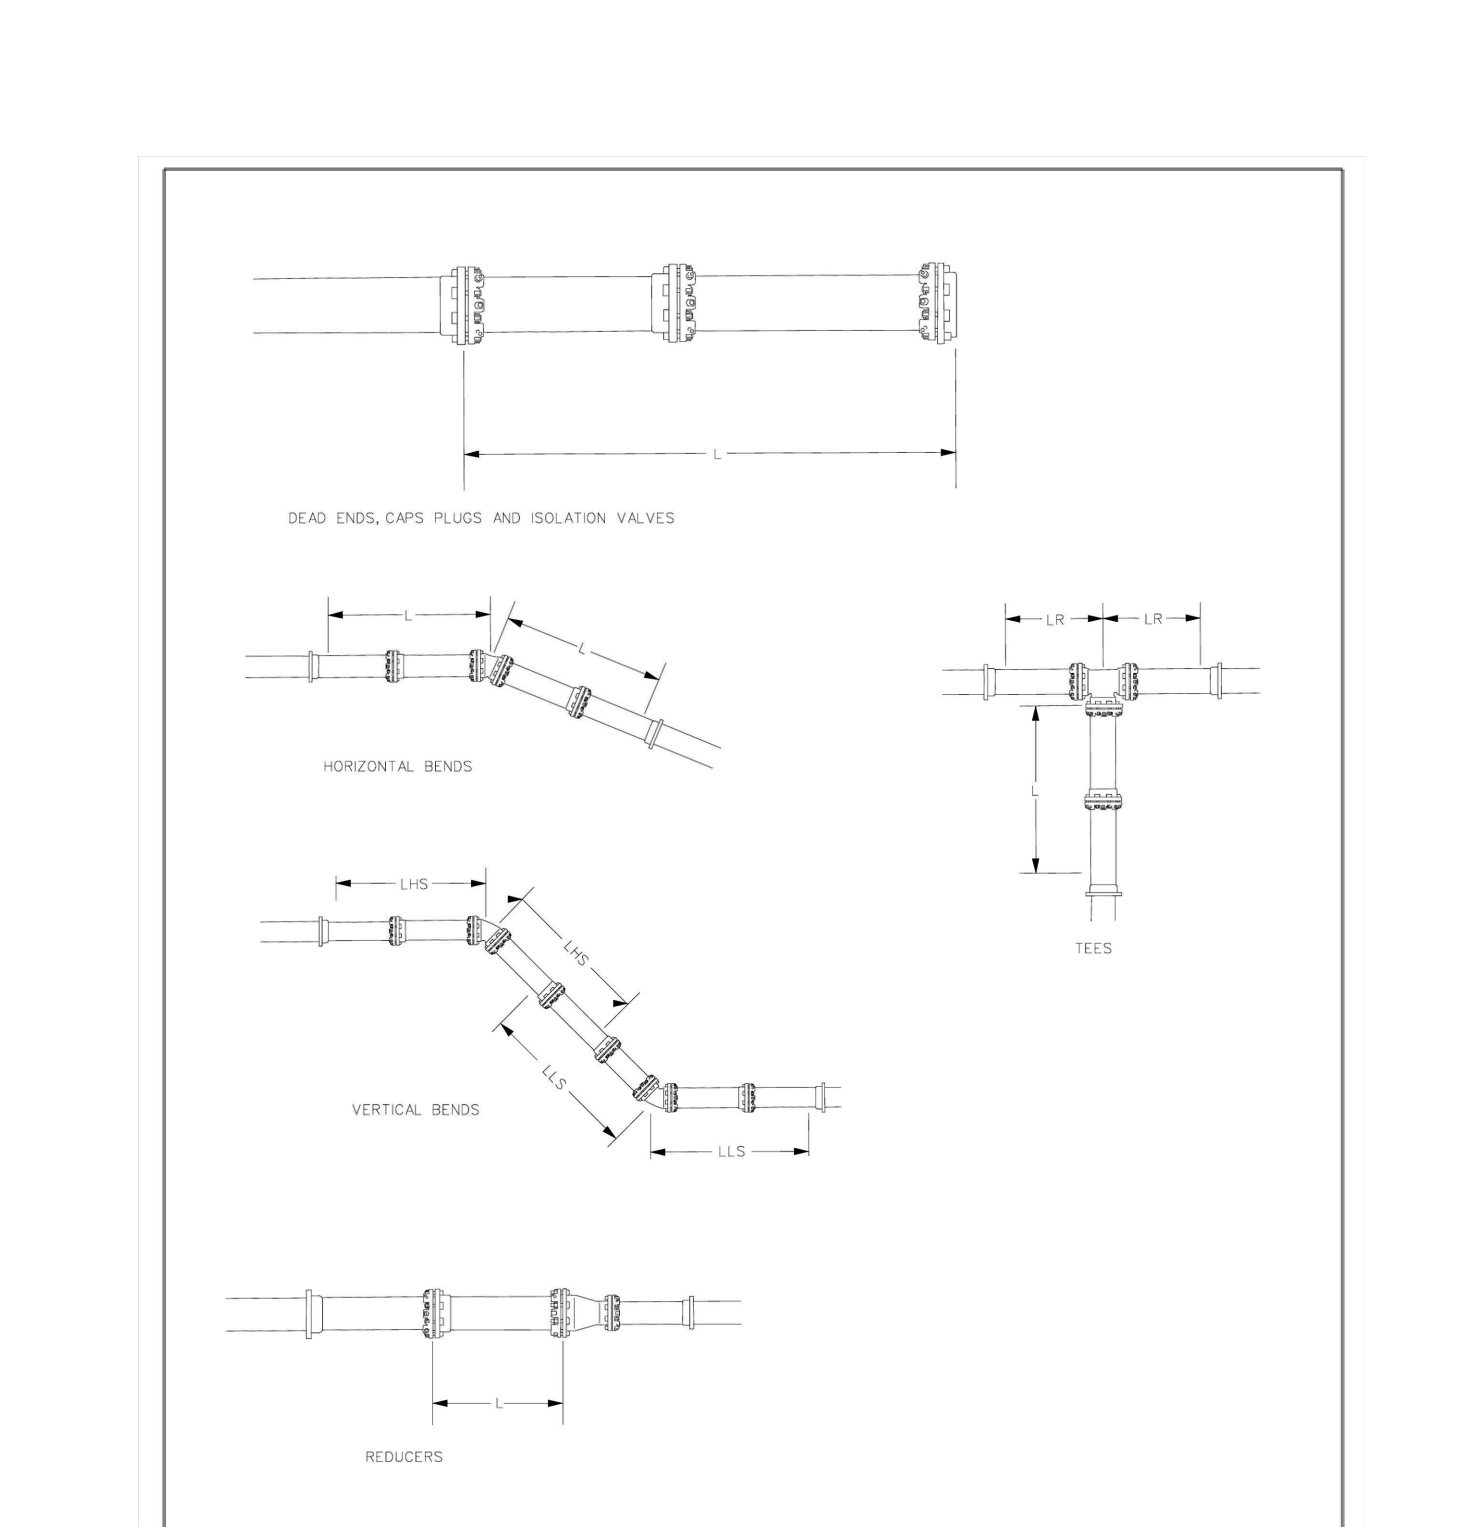 L
DEAD ENDS, CAPS PLUGS AND ISOLATION VALVES
L
L
HORIZONTAL BENDS
LR
LR
L
TEES
LHS
LHS
LLS
LLS
VERTICAL BENDS
L
REDUCERS